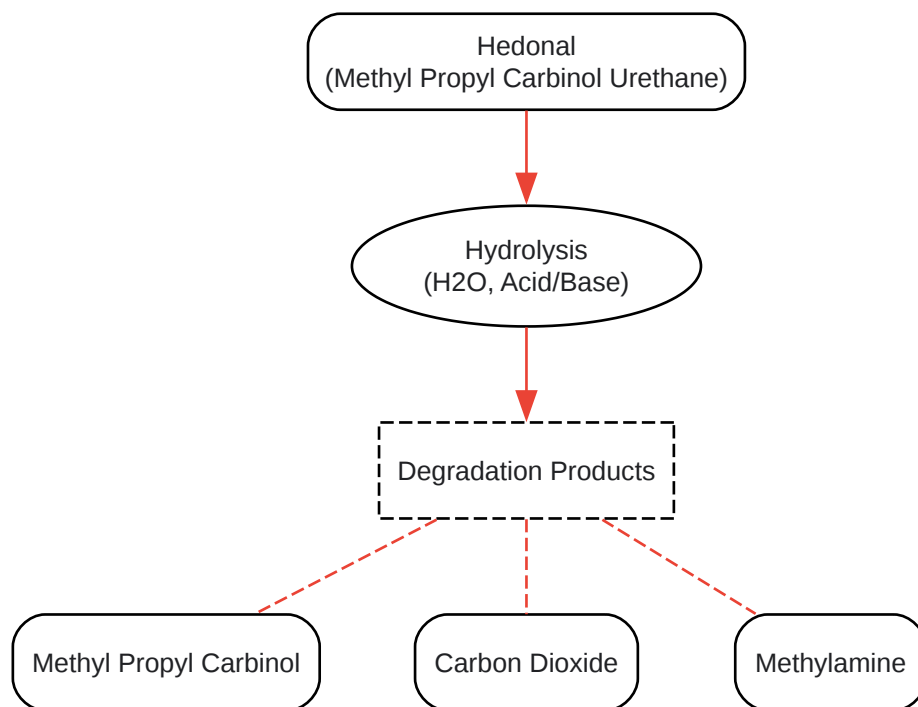 Hedonal
(Methyl Propyl Carbinol Urethane)
Hydrolysis
(H2O, Acid/Base)
Degradation Products
Methyl Propyl Carbinol
Carbon Dioxide
Methylamine